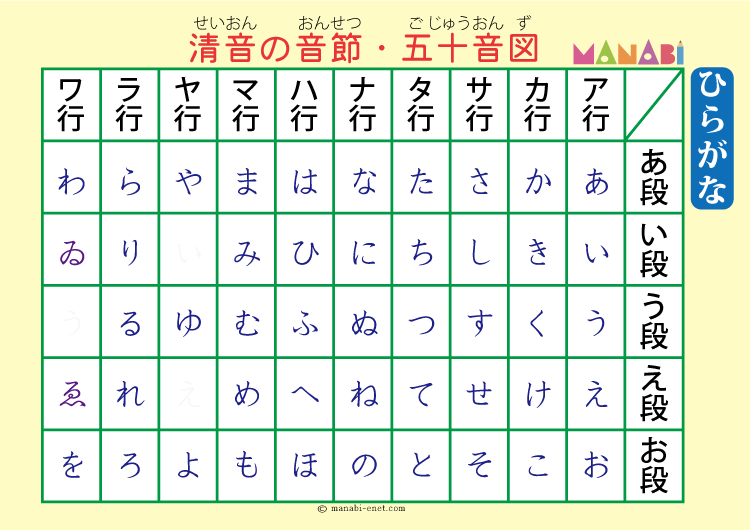 せいおん おんせつ ごじゅうおん ず
清音の音節・五十音図
MANABI
ひらがな
ワ行 ラ行 ヤ行 マ行 ハ行 ナ行 タ行 サ行 カ行 ア行
わ ら や ま は な た さ か あ あ段
ゐ り い み ひ に ち し き い い段
う る ゆ む ふ ぬ つ す く う う段
ゑ れ え め へ ね て せ け え え段
を ろ よ も ほ の と そ こ お お段
© manabi-enet.com